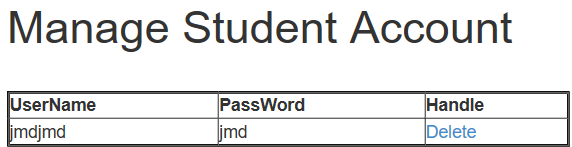 Manage Student Account
UserName PassWord Handle
jmdjmd jmd Delete